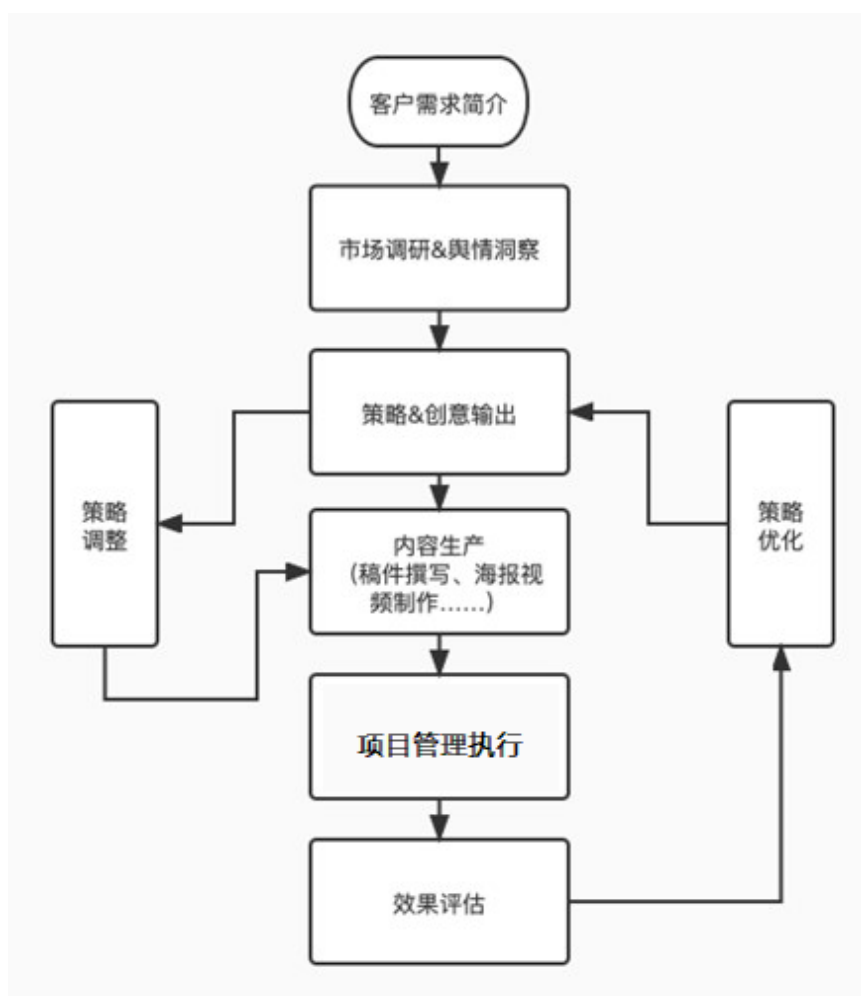 客户需求简介
市场调研&舆情洞察
策略&创意输出
策略
调整
策略
优化
内容生产
（稿件撰写、海报视
频制作……）
项目管理执行
效果评估